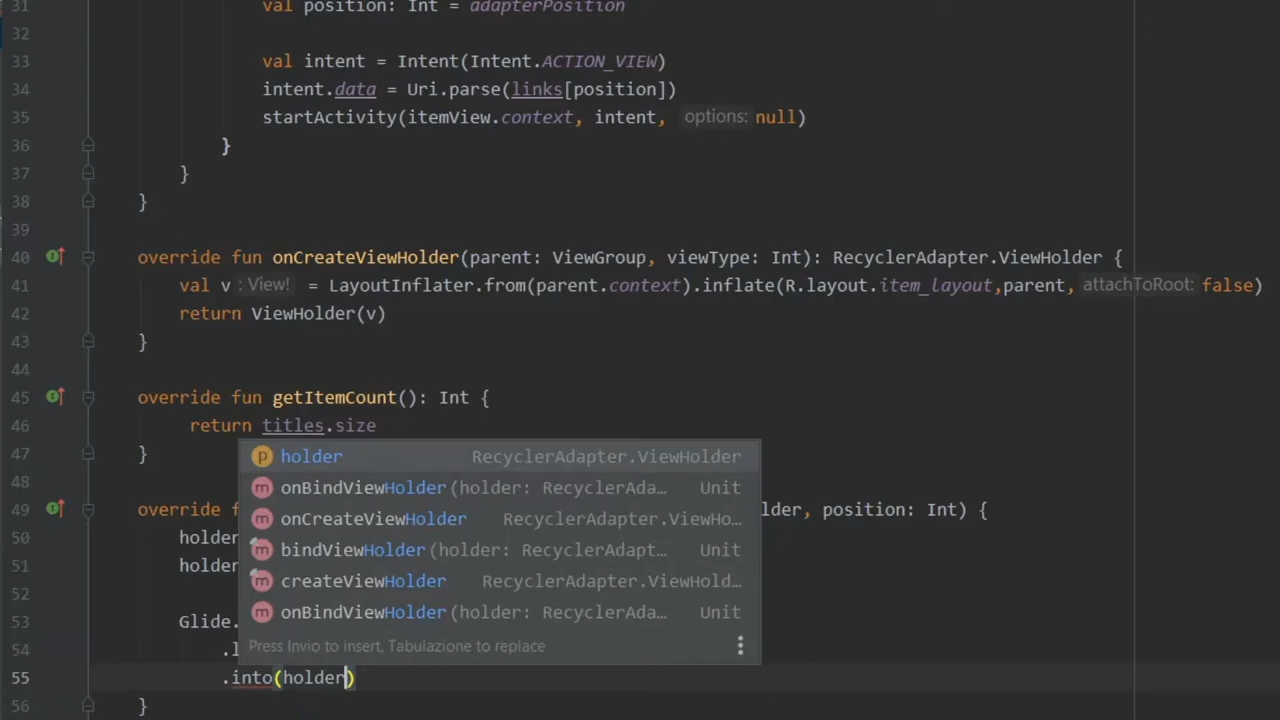 31 val position: Int = adapterPosition
32
33 val intent = Intent(Intent.ACTION_VIEW)
34 intent.data = Uri.parse(links[position])
35 startActivity(itemView.context, intent, options: null)
36 }
37 }
38 }
39
40 override fun onCreateViewHolder(parent: ViewGroup, viewType: Int): RecyclerAdapter.ViewHolder {
41 val v : View! = LayoutInflater.from(parent.context).inflate(R.layout.item_layout,parent, attachToRoot: false)
42 return ViewHolder(v)
43 }
44
45 override fun getItemCount(): Int {
46 return titles.size
47 }
holder RecyclerAdapter.ViewHolder
48
onBindViewHolder(holder: RecyclerAda… Unit
49 override f lder, position: Int) {
onCreateViewHolder RecyclerAdapter.ViewHo…
50 holder
bindViewHolder(holder: RecyclerAdapt… Unit
51 holder
createViewHolder RecyclerAdapter.ViewHold…
52
onBindViewHolder(holder: RecyclerAda… Unit
53 Glide.
Press Invio to insert, Tabulazione to replace
54 .l
55 .into(holder)
56 }